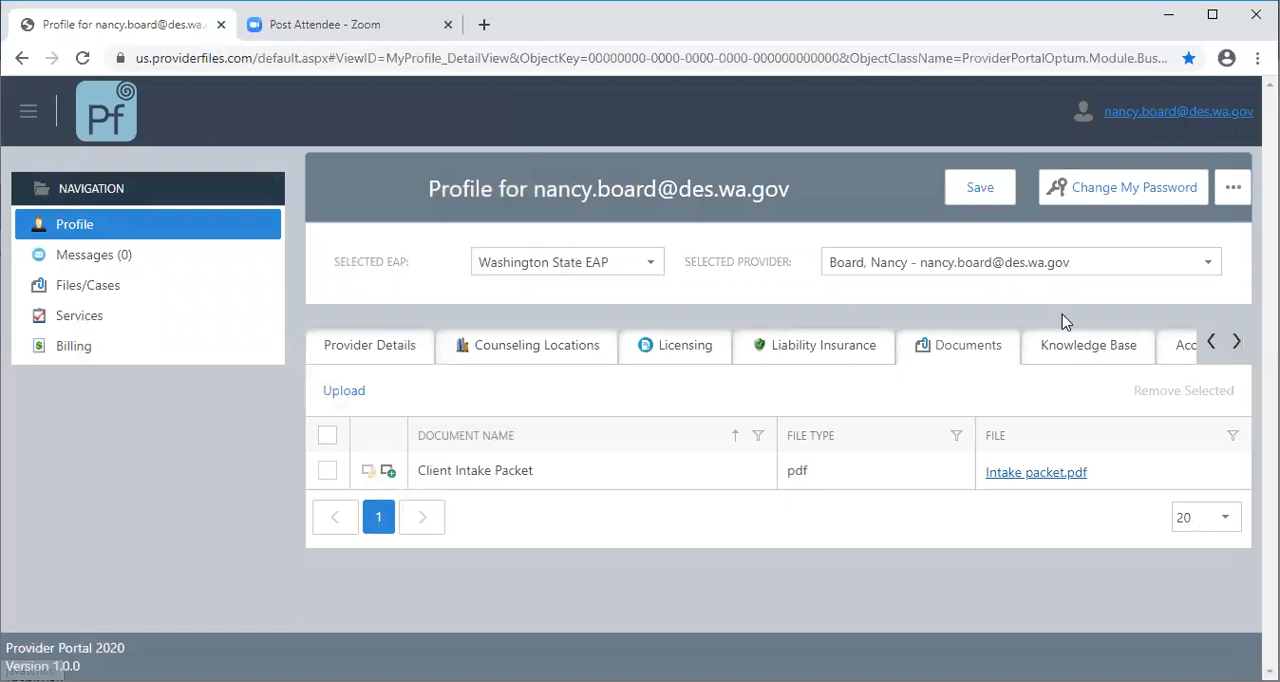 Profile for nancy.board@des.wa.
Post Attendee - Zoom
us.providerfiles.com/default.aspx#ViewID=MyProfile_DetailView&ObjectKey=00000000-0000-0000-0000-000000000000&ObjectClassName=ProviderPortalOptum.Module.Bus...
Pf
nancy.board@des.wa.gov
NAVIGATION
Profile
Messages (0)
Files/Cases
Services
Billing
Profile for nancy.board@des.wa.gov
Save
Change My Password
...
SELECTED EAP:
Washington State EAP
SELECTED PROVIDER:
Board, Nancy - nancy.board@des.wa.gov
Provider Details
Counseling Locations
Licensing
Liability Insurance
Documents
Knowledge Base
Acc
Upload
Remove Selected
DOCUMENT NAME
FILE TYPE
FILE
Client Intake Packet
pdf
Intake packet.pdf
1
20
Provider Portal 2020
Version 1.0.0